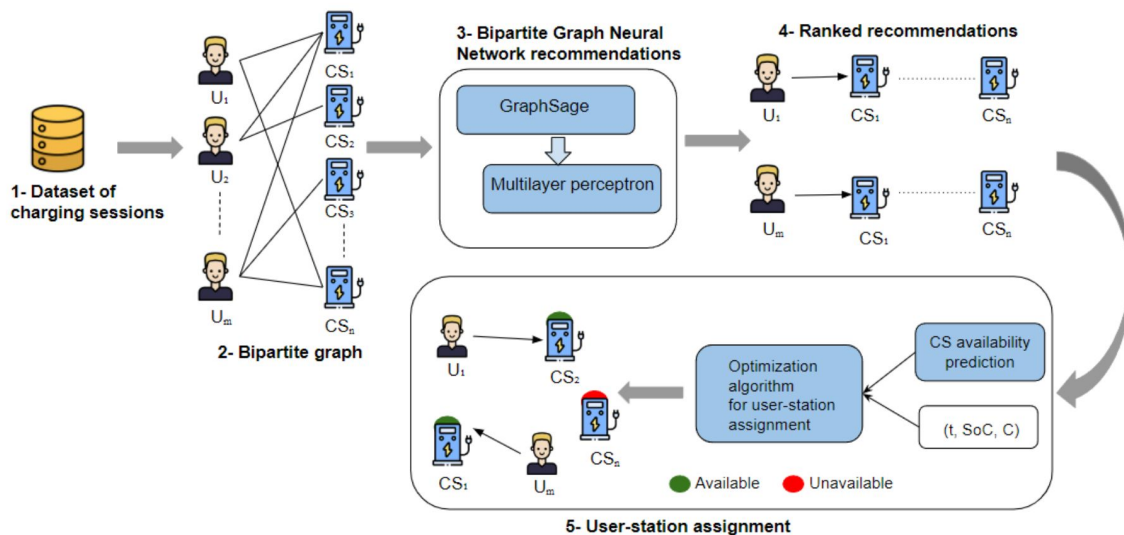 1- Dataset of
charging sessions
U₁
U₂
Uₘ
CS₁
CS₂
CS₃
CSₙ
2- Bipartite graph
3- Bipartite Graph Neural
Network recommendations
GraphSage
Multilayer perceptron
4- Ranked recommendations
U₁
CS₁
CSₙ
Uₘ
CS₁
CSₙ
U₁
CS₂
CSₙ
CS₁
Uₘ
Optimization
algorithm
for user-station
assignment
CS availability
prediction
(t, SoC, C)
Available
Unavailable
5- User-station assignment